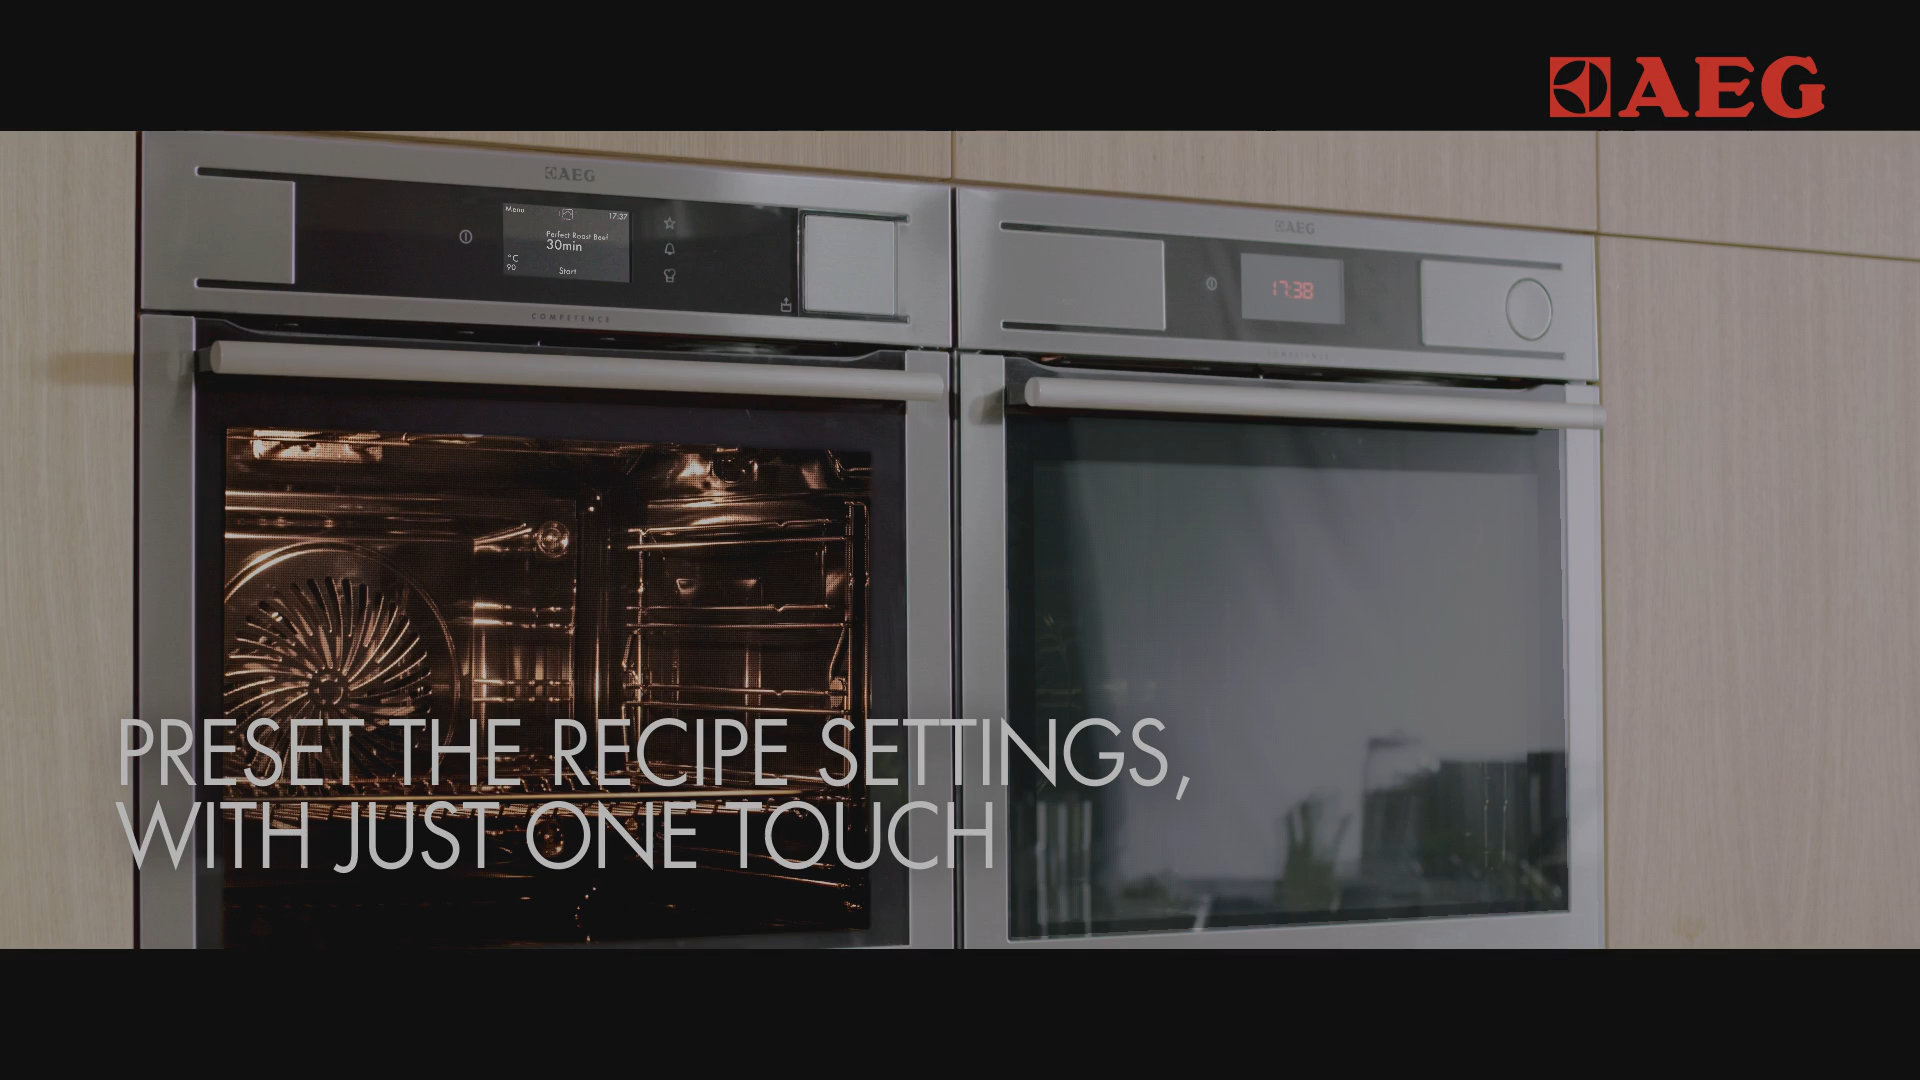 AEG
AEG
Menu 17:37
Perfect Roast Beef
30min
°C
90 Start
COMPETENCE
AEG
17:38
PRESET THE RECIPE SETTINGS,
WITH JUST ONE TOUCH